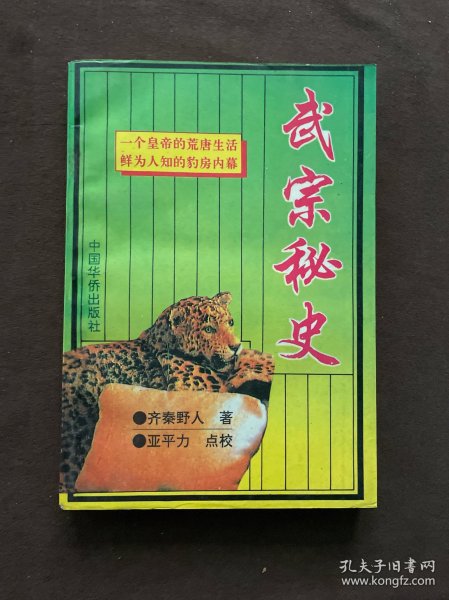 武宗秘史
一个皇帝的荒唐生活
鲜为人知的豹房内幕
中国华侨出版社
●齐秦野人 著
●亚平力 点校
孔夫子旧书网
www.kongfz.com